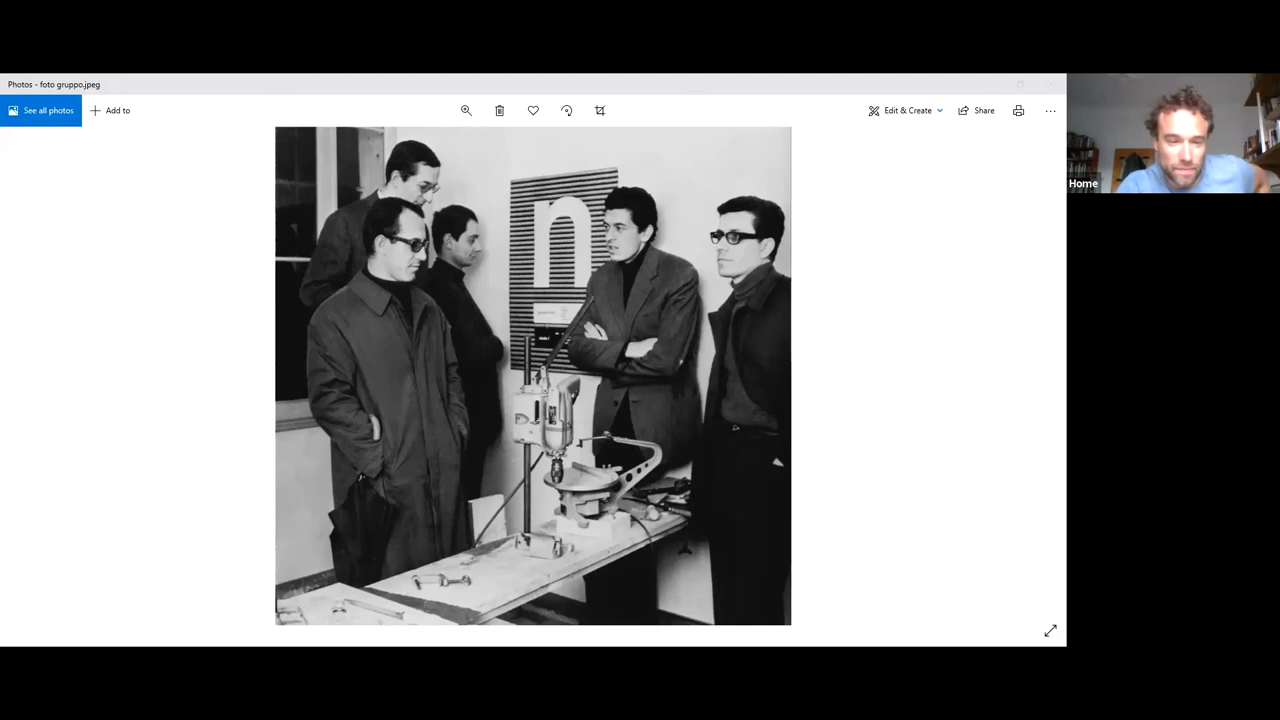 Photos - foto gruppo.jpeg
See all photos
Add to
Edit & Create
Share
Home
n